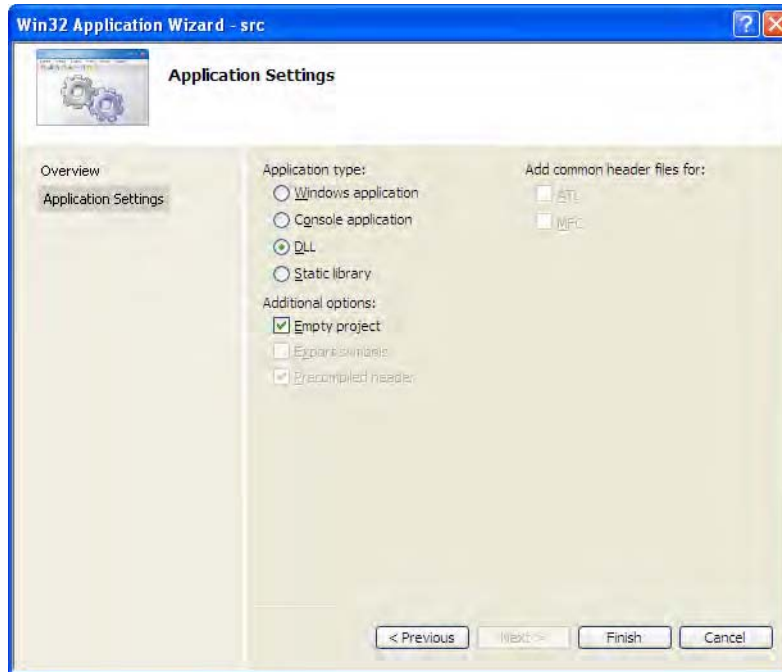 Win32 Application Wizard - src
Application Settings
Overview
Application Settings
Application type:
Windows application
Console application
DLL
Static library
Additional options:
Empty project
Export symbols
Precompiled header
Add common header files for:
ATL
MFC
< Previous
Next >
Finish
Cancel